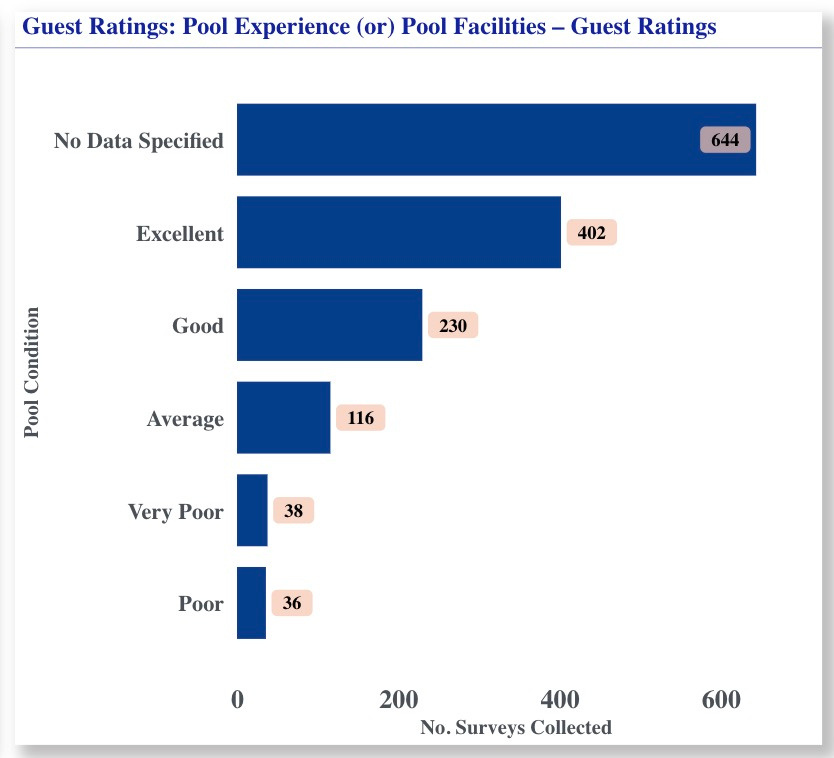 Guest Ratings: Pool Experience (or) Pool Facilities – Guest Ratings
No Data Specified
644
Excellent
402
Good
230
Average
116
Very Poor
38
Poor
36
Pool Condition
0 200 400 600
No. Surveys Collected